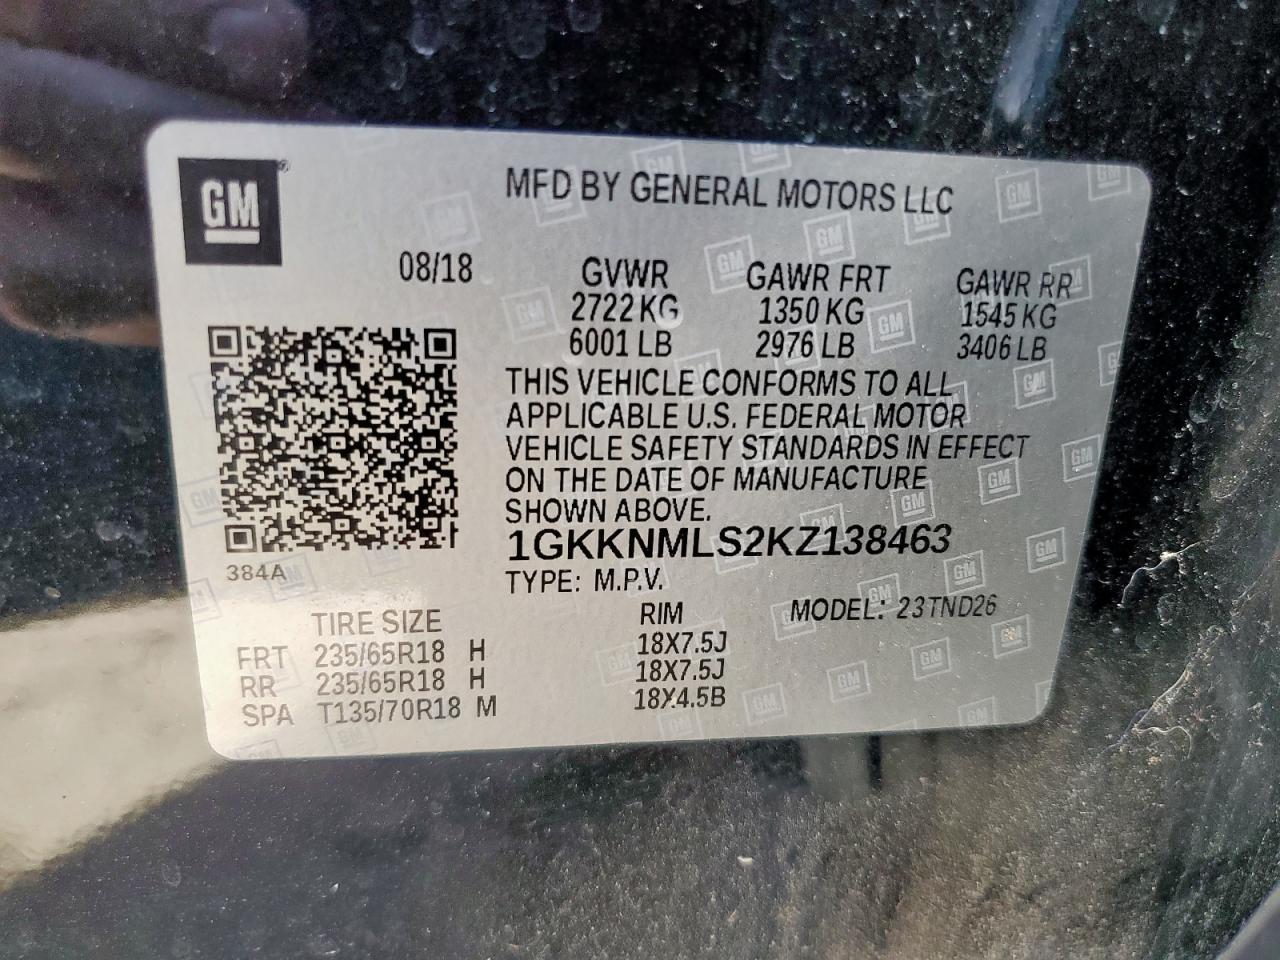 GM
MFD BY GENERAL MOTORS LLC
08/18
GVWR GAWR FRT GAWR RR
2722 KG 1350 KG 1545 KG
6001 LB 2976 LB 3406 LB
THIS VEHICLE CONFORMS TO ALL
APPLICABLE U.S. FEDERAL MOTOR
VEHICLE SAFETY STANDARDS IN EFFECT
ON THE DATE OF MANUFACTURE
SHOWN ABOVE.
1GKKNMLS2KZ138463
384A
TYPE: M.P.V.
TIRE SIZE RIM MODEL: 23TND26
FRT 235/65R18 H 18X7.5J
RR 235/65R18 H 18X7.5J
SPA T135/70R18 M 18X4.5B